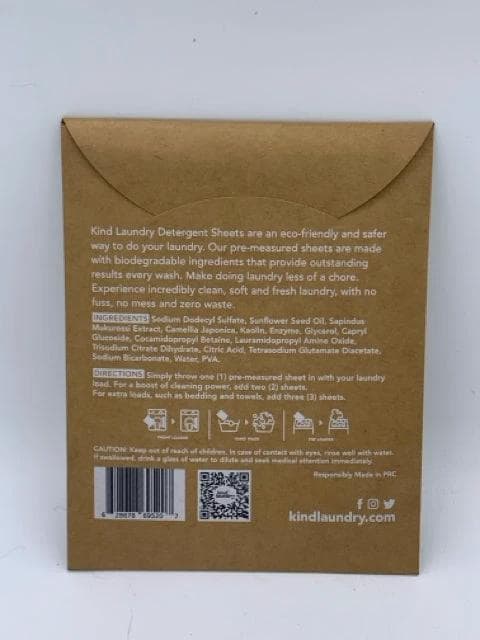 Kind Laundry Detergent Sheets are an eco-friendly and safer
way to do your laundry. Our pre-measured sheets are made
with biodegradable ingredients that provide outstanding
results every wash. Make doing laundry less of a chore.
Experience incredibly clean, soft and fresh laundry, with no
fuss, no mess and zero waste.
INGREDIENTS Sodium Dodecyl Sulfate, Sunflower Seed Oil, Sapindus
Mukurossi Extract, Camellia Japonica, Kaolin, Enzyme, Glycerol, Capryl
Glucoside, Cocamidopropyl Betaine, Lauramidopropyl Amine Oxide,
Trisodium Citrate Dihydrate, Citric Acid, Tetrasodium Glutamate Diacetate,
Sodium Bicarbonate, Water, PVA.
DIRECTIONS Simply throw one (1) pre-measured sheet in with your laundry
load. For a boost of cleaning power, add two (2) sheets.
For extra loads, such as bedding and towels, add three (3) sheets.
FRONT LOADER HAND WASH TOP LOADER
CAUTION: Keep out of reach of children. In case of contact with eyes, rinse well with water.
If swallowed, drink a glass of water to dilute and seek medical attention immediately.
Responsibly Made in PRC
kindlaundry.com